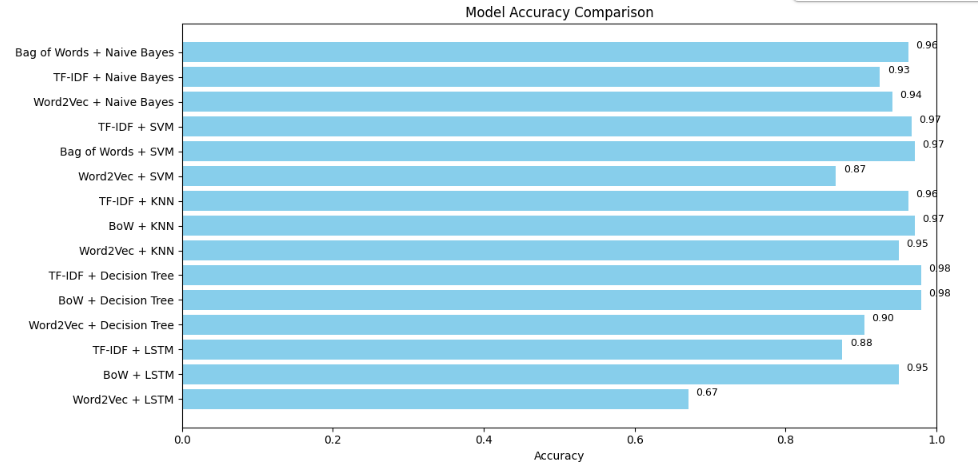 Model Accuracy Comparison
Bag of Words + Naive Bayes 0.96
TF-IDF + Naive Bayes 0.93
Word2Vec + Naive Bayes 0.94
TF-IDF + SVM 0.97
Bag of Words + SVM 0.97
Word2Vec + SVM 0.87
TF-IDF + KNN 0.96
BoW + KNN 0.97
Word2Vec + KNN 0.95
TF-IDF + Decision Tree 0.98
BoW + Decision Tree 0.98
Word2Vec + Decision Tree 0.90
TF-IDF + LSTM 0.88
BoW + LSTM 0.95
Word2Vec + LSTM 0.67
0.0 0.2 0.4 0.6 0.8 1.0
Accuracy